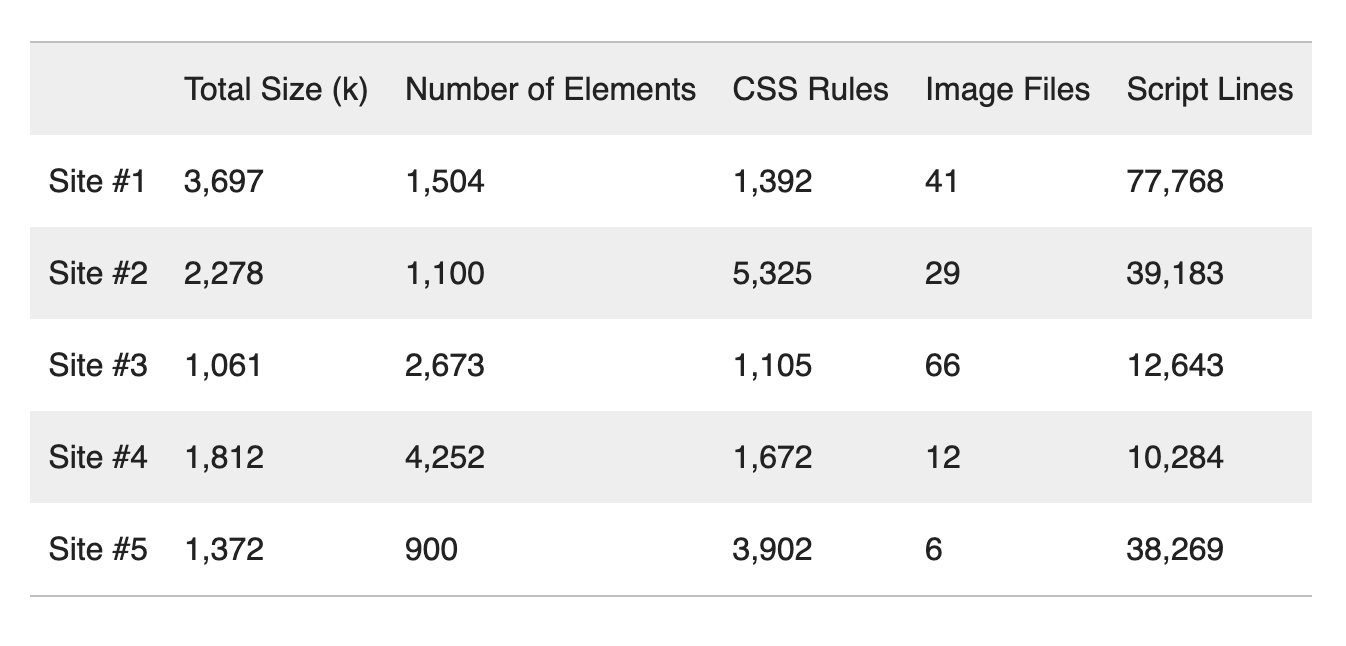 Total Size (k) Number of Elements CSS Rules Image Files Script Lines
Site #1 3,697 1,504 1,392 41 77,768
Site #2 2,278 1,100 5,325 29 39,183
Site #3 1,061 2,673 1,105 66 12,643
Site #4 1,812 4,252 1,672 12 10,284
Site #5 1,372 900 3,902 6 38,269